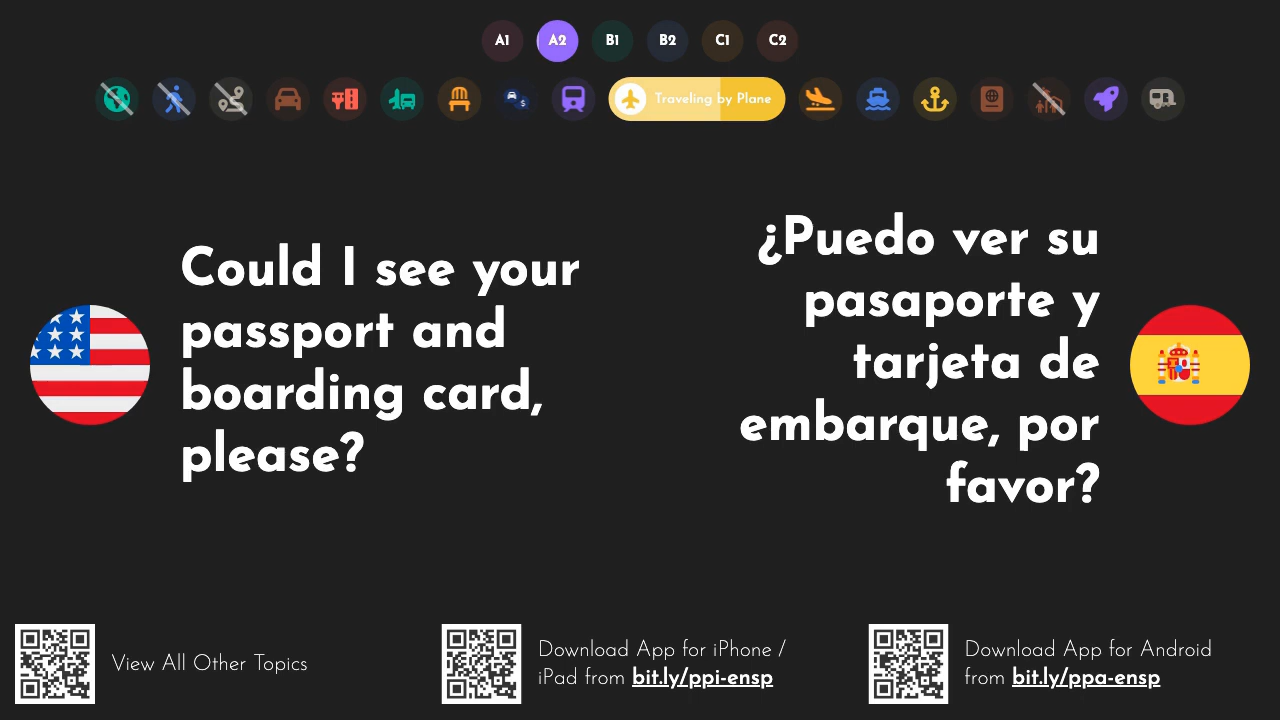 A1 A2 B1 B2 C1 C2
Traveling by Plane
Could I see your
passport and
boarding card,
please?
¿Puedo ver su
pasaporte y
tarjeta de
embarque, por
favor?
View All Other Topics
Download App for iPhone /
iPad from bit.ly/ppi-ensp
Download App for Android
from bit.ly/ppa-ensp